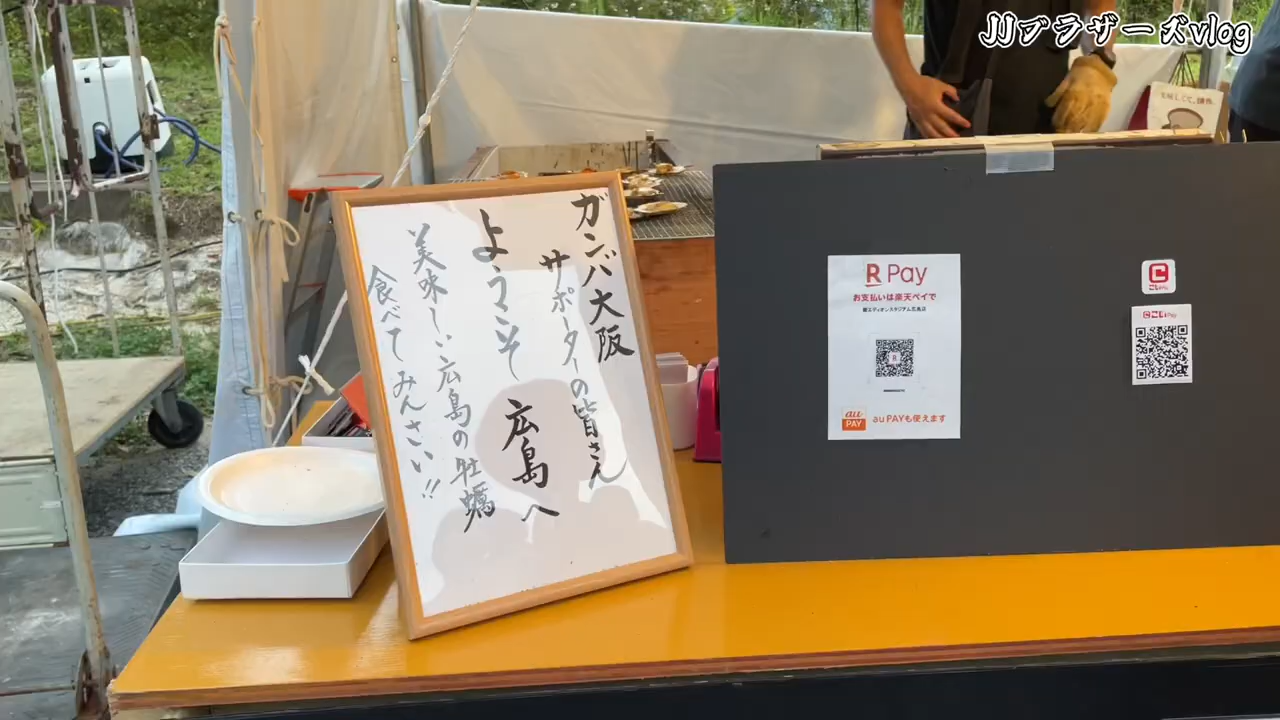 JJブラザーズvlog
ガンバ大阪
サポーターの皆さん
ようこそ
広島へ
美味しい広島の牡蠣
食べてみんさい!!
R Pay
お支払いは楽天ペイで
au
PAY
au PAYも使えます